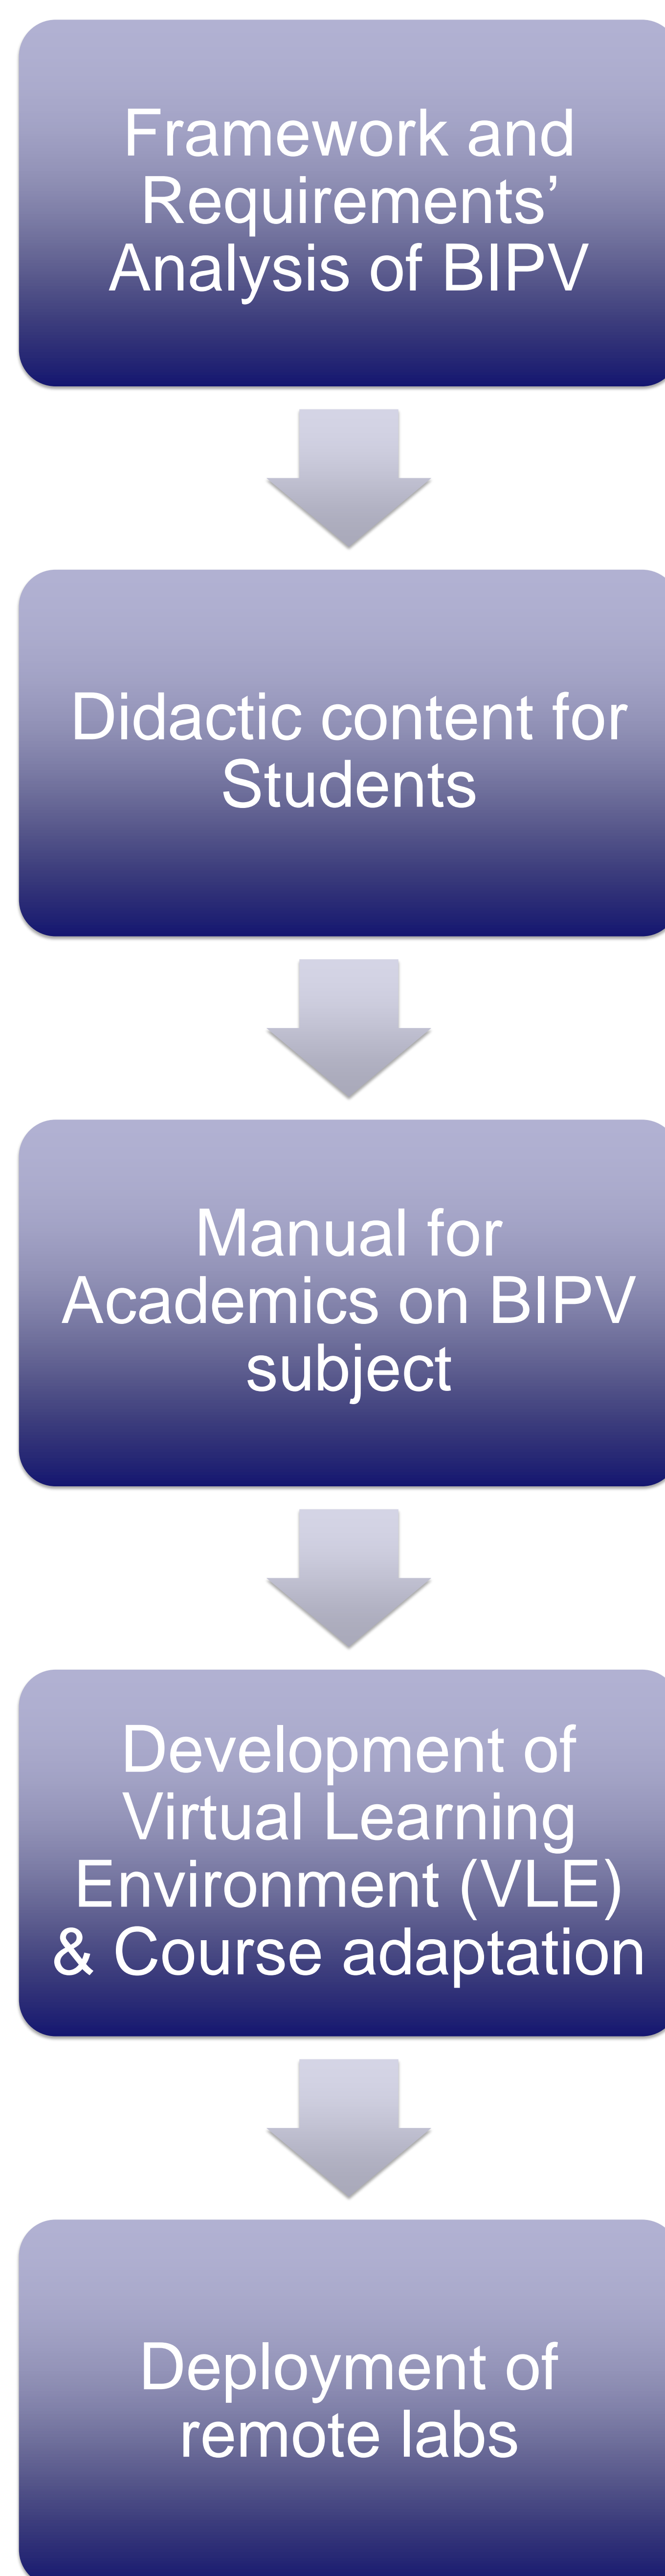 Framework and
Requirements’
Analysis of BIPV
Didactic content for
Students
Manual for
Academics on BIPV
subject
Development of
Virtual Learning
Environment (VLE)
& Course adaptation
Deployment of
remote labs